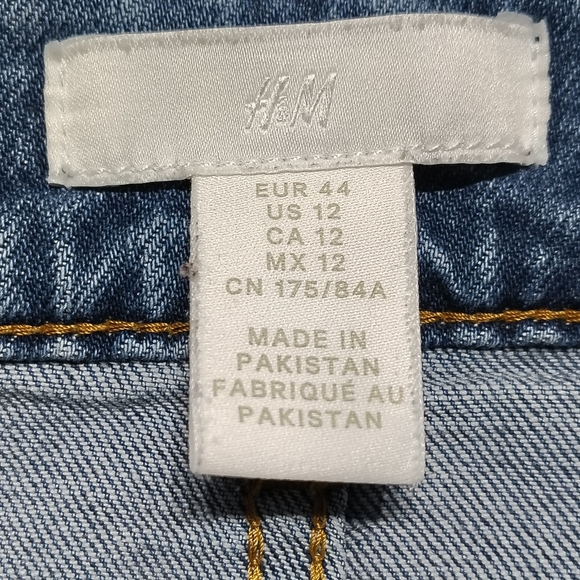 H&M
EUR 44
US 12
CA 12
MX 12
CN 175/84A
MADE IN
PAKISTAN
FABRIQUÉ AU
PAKISTAN